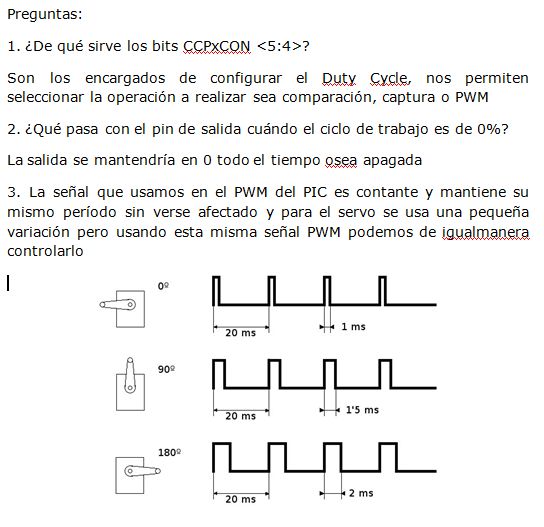 Preguntas:
1. ¿De qué sirve los bits CCPxCON <5:4>?
Son los encargados de configurar el Duty Cycle, nos permiten
seleccionar la operación a realizar sea comparación, captura o PWM
2. ¿Qué pasa con el pin de salida cuándo el ciclo de trabajo es de 0%?
La salida se mantendría en 0 todo el tiempo osea apagada
3. La señal que usamos en el PWM del PIC es contante y mantiene su
mismo período sin verse afectado y para el servo se usa una pequeña
variación pero usando esta misma señal PWM podemos de igualmanera
controlarlo
0º
20 ms
1 ms
90º
20 ms
1'5 ms
180º
20 ms
2 ms